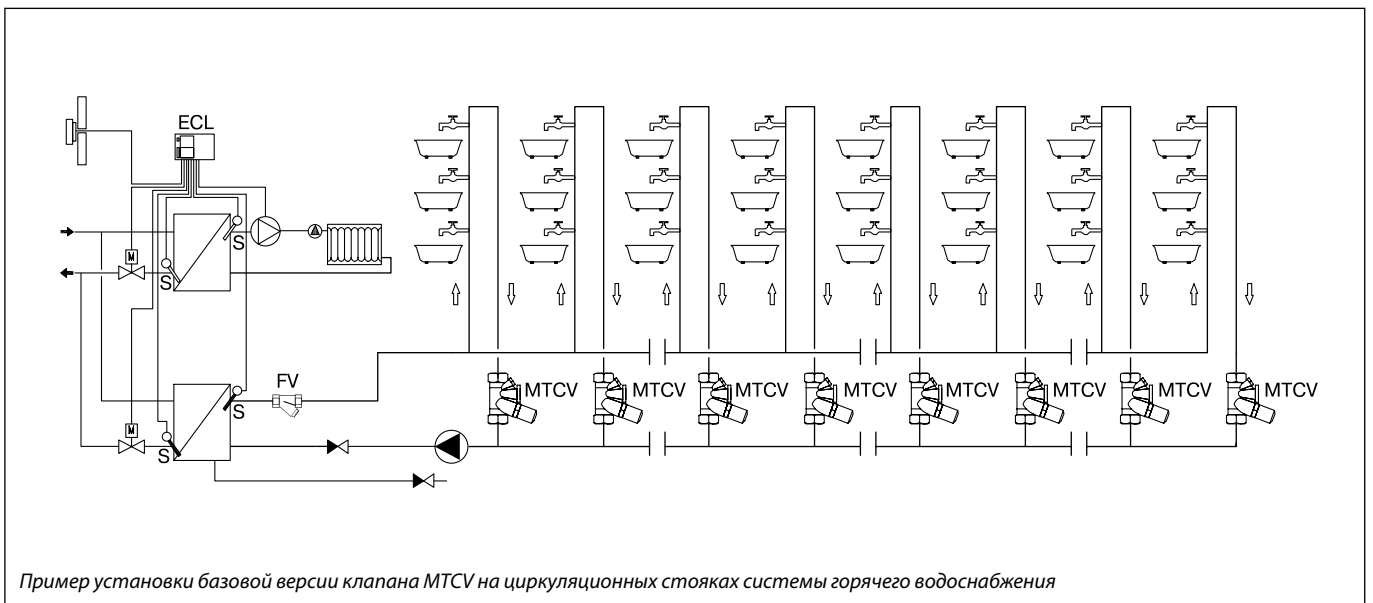 ECL
M
S
S
FV
MTCV MTCV MTCV MTCV MTCV MTCV MTCV MTCV
M
S
S
Пример установки базовой версии клапана MTCV на циркуляционных стояках системы горячего водоснабжения